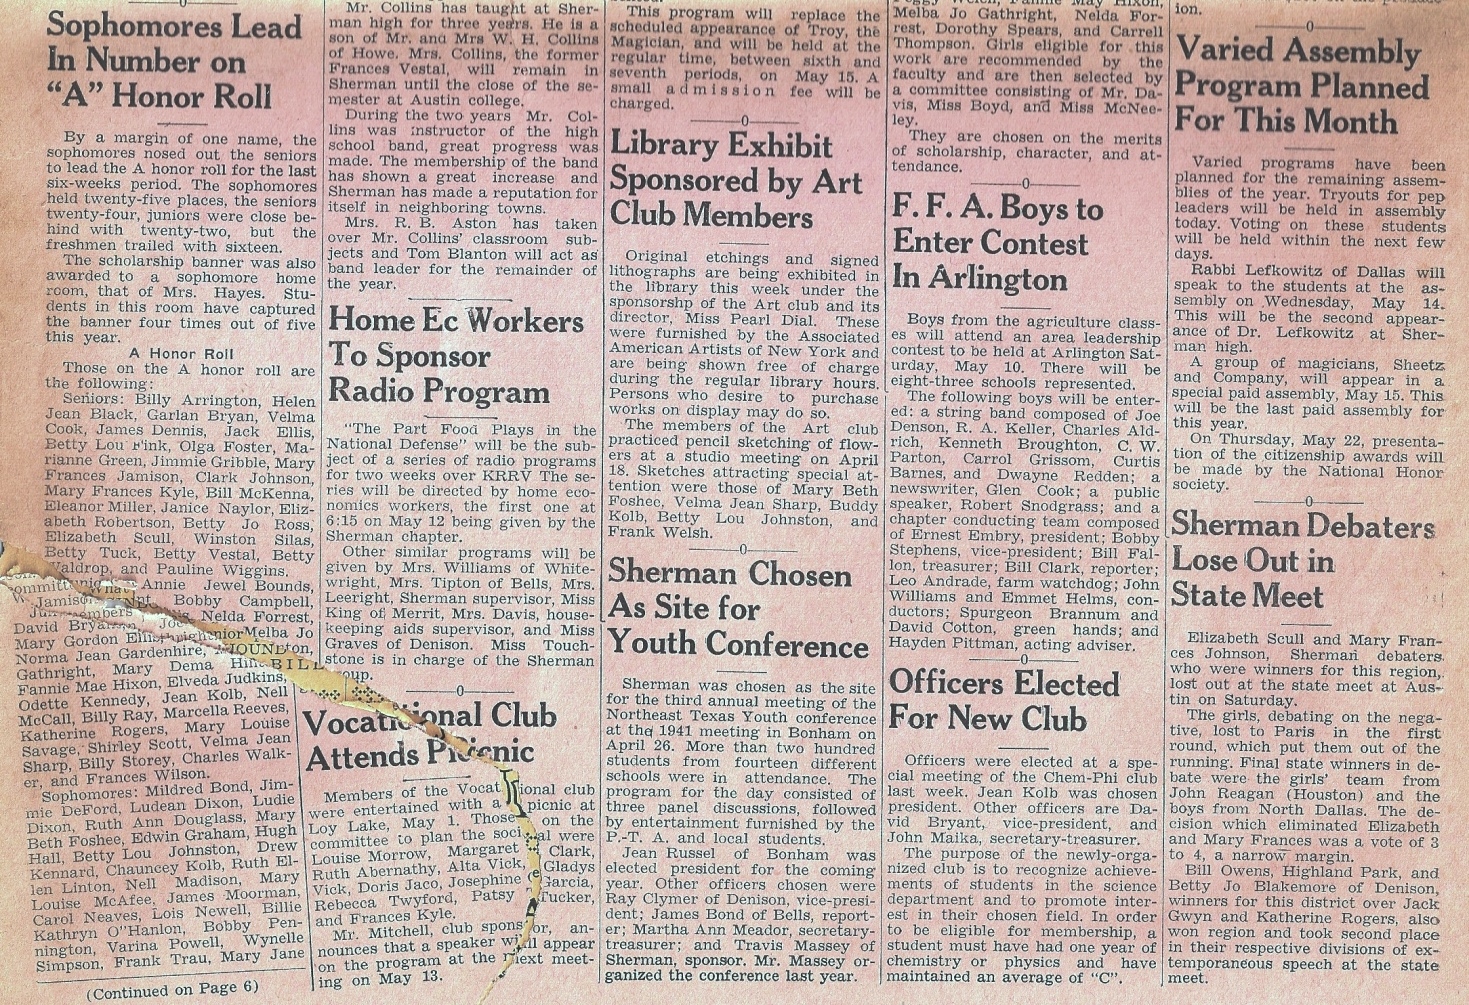 Sophomores Lead
In Number on
"A" Honor Roll
By a margin of one name, the
sophomores nosed out the seniors
to lead the A honor roll for the last
six-weeks period. The sophomores
held twenty-five places, the seniors
twenty-four, juniors were close be-
hind with twenty-two, but the
freshmen trailed with sixteen.
The scholarship banner was also
awarded to a sophomore home
room, that of Mrs. Hayes. Stu-
dents in this room have captured
the banner four times out of five
this year.
A Honor Roll
Those on the A honor roll are
the following:
Seniors: Billy Arrington, Helen
Jean Black, Garlan Bryan, Velma
Cook, James Dennis, Jack Ellis,
Betty Lou Fink, Olga Foster, Ma-
rianne Green, Jimmie Gribble, Mary
Frances Jamison, Clark Johnson,
Mary Frances Kyle, Bill McKenna,
Eleanor Miller, Janice Naylor, Eliz-
abeth Robertson, Betty Jo Ross,
Elizabeth Scull, Winston Silas,
Betty Tuck, Betty Vestal, Betty
Waldrop, and Pauline Wiggins.
Annie Jewel Bounds,
Bobby Campbell,
Nelda Forrest,
David Melba Jo
Mary Gordon
Norma Jean Gardenhire,
Gathright, Mary Dema
Fannie Mae Hixon, Elveda Judkins,
Odette Kennedy, Jean Kolb, Nell
McCall, Billy Ray, Marcella Reeves,
Katherine Rogers, Mary Louise
Savage, Shirley Scott, Velma Jean
Sharp, Billy Storey, Charles Walk-
er, and Frances Wilson.
Sophomores: Mildred Bond, Jim-
mie DeFord, Ludean Dixon, Ludie
Dixon, Ruth Ann Douglass, Mary
Beth Foshee, Edwin Graham, Hugh
Hall, Betty Lou Johnston, Drew
Kennard, Chauncey Kolb, Ruth El-
len Linton, Nell Madison, Mary
Louise McAfee, James Moorman,
Carol Neaves, Lois Newell, Billie
Kathryn O"Hanlon, Bobby Pen-
nington, Varina Powell, Wynelle
Simpson, Frank Trau, Mary Jane
(Continued on Page 6)
Mr. Collins has taught at Sher-
man high for three years. He is a
son of Mr. and Mrs W. H. Collins
of Howe. Mrs. Collins, the former
Frances Vestal, will remain in
Sherman until the close of the se-
mester at Austin college.
During the two years Mr. Col-
lins was instructor of the high
school band, great progress was
made. The membership of the band
has shown a great increase and
Sherman has made a reputation for
itself in neighboring towns.
Mrs. R. B. Aston has taken
over Mr. Collins' classroom sub-
jects and Tom Blanton will act as
band leader for the remainder of
the year.
Home Ec Workers
To Sponsor
Radio Program
"The Part Food Plays in the
National Defense" will be the sub-
ject of a series of radio programs
for two weeks over KRRV The se-
ries will be directed by home eco-
nomics workers, the first one at
6:15 on May 12 being given by the
Sherman chapter.
Other similar programs will be
given by Mrs. Williams of White-
wright, Mrs. Tipton of Bells, Mrs.
Leeright, Sherman supervisor, Miss
King of Merrit, Mrs. Davis, house-
keeping aids supervisor, and Miss
Graves of Denison. Miss Touch-
stone is in charge of the Sherman
Vocational Club
Attends Picnic
Members of the Vocational club
were entertained with a picnic at
Loy Lake, May 1. Those on the
committee to plan the social were
Louise Morrow, Margaret Clark,
Ruth Abernathy, Alta Vick, Gladys
Vick, Doris Jaco, Josephine Garcia,
Rebecca Twyford, Patsy Tucker,
and Frances Kyle.
Mr. Mitchell, club sponsor, an-
nounces that a speaker will appear
on the program at the next meet-
ing on May 13.
This program will replace the
scheduled appearance of Troy, the
Magician, and will be held at the
regular time, between sixth and
seventh periods, on May 15. A
small admission fee will be
charged.
Library Exhibit
Sponsored by Art
Club Members
Original etchings and signed
lithographs are being exhibited in
the library this week under the
sponsorshp of the Art club and its
director, Miss Pearl Dial. These
were furnished by the Associated
American Artists of New York and
are being shown free of charge
during the regular library hours.
Persons who desire to purchase
works on display may do so.
The members of the Art club
practiced pencil sketching of flow-
ers at a studio meeting on April
18. Sketches attracting special at-
tention were those of Mary Beth
Foshee, Velma Jean Sharp, Buddy
Kolb, Betty Lou Johnston, and
Frank Welsh.
Sherman Chosen
As Site for
Youth Conference
Sherman was chosen as the site
for the third annual meeting of the
Northeast Texas Youth conference
at the 1941 meeting in Bonham on
April 26. More than two hundred
students from fourteen different
schools were in attendance. The
program for the day consisted of
three panel discussions, followed
by entertainment furnished by the
P.-T. A. and local students.
Jean Russel of Bonham was
elected president for the coming
year. Other officers chosen were
Ray Clymer of Denison, vice-presi-
dent; James Bond of Bells, report-
er; Martha Ann Meador, secretary-
treasurer; and Travis Massey of
Sherman, sponsor. Mr. Massey or-
ganized the conference last year.
Melba Jo Gathright, Nelda For-
rest, Dorothy Spears, and Carrell
Thompson. Girls eligible for this
work are recommended by the
faculty and are then selected by
a committee consisting of Mr. Da-
vis, Miss Boyd, and Miss McNee-
ley.
They are chosen on the merits
of scholarship, character, and at-
tendance.
F. F. A. Boys to
Enter Contest
In Arlington
Boys from the agriculture class-
es will attend an area leadership
contest to be held at Arlington Sat-
urday, May 10. There will be
eight-three schools represented.
The following boys will be enter-
ed: a string band composed of Joe
Denson, R. A. Keller, Charles Ald-
rich, Kenneth Broughton, C. W.
Parton, Carrol Grissom, Curtis
Barnes, and Dwayne Redden; a
newswriter, Glen Cook; a public
speaker, Robert Snodgrass; and a
chapter conducting team composed
of Ernest Embry, president; Bobby
Stephens, vice-president; Bill Fal-
lon, treasurer; Bill Clark, reporter;
Leo Andrade, farm watchdog; John
Williams and Emmet Helms, con-
ductors; Spurgeon Brannum and
David Cotton, green hands; and
Hayden Pittman, acting adviser.
Officers Elected
For New Club
Officers were elected at a spe-
cial meeting of the Chem-Phi club
last week. Jean Kolb was chosen
president. Other officers are Da-
vid Bryant, vice-president, and
John Maika, secretary-treasurer.
The purpose of the newly-orga-
nized club is to recognize achieve-
ments of students in the science
department and to promote inter-
est in their chosen field. In order
to be eligible for membership, a
student must have had one year of
chemistry or physics and have
maintained an average of "C".
ion.
Varied Assembly
Program Planned
For This Month
Varied programs have been
planned for the remaining assem-
blies of the year. Tryouts for pep
leaders will be held in assembly
today. Voting on these students
will be held within the next few
days.
Rabbi Lefkowitz of Dallas will
speak to the students at the as-
sembly on Wednesday, May 14.
This will be the second appear-
ance of Dr. Lefkowitz at Sher-
man high.
A group of magicians, Sheetz
and Company, will appear in a
special paid assembly, May 15. This
will be the last paid assembly for
this year.
On Thursday, May 22, presenta-
tion of the citizenship awards will
be made by the National Honor
society.
Sherman Debaters
Lose Out in
State Meet
Elizabeth Scull and Mary Fran-
ces Johnson, Sherman debaters
who were winners for this region,
lost out at the state meet at Aus-
tin on Saturday.
The girls, debating on the nega-
tive, lost to Paris in the first
round, which put them out of the
running. Final state winners in de-
bate were the girls' team from
John Reagan (Houston) and the
boys from North Dallas. The de-
cision which eliminated Elizabeth
and Mary Frances was a vote of 3
to 4, a narrow margin.
Bill Owens, Highland Park, and
Betty Jo Blakemore of Denison,
winners for this district over Jack
Gwyn and Katherine Rogers, also
won region and took second place
in their respective divisions of ex-
temporaneous speech at the state
meet.